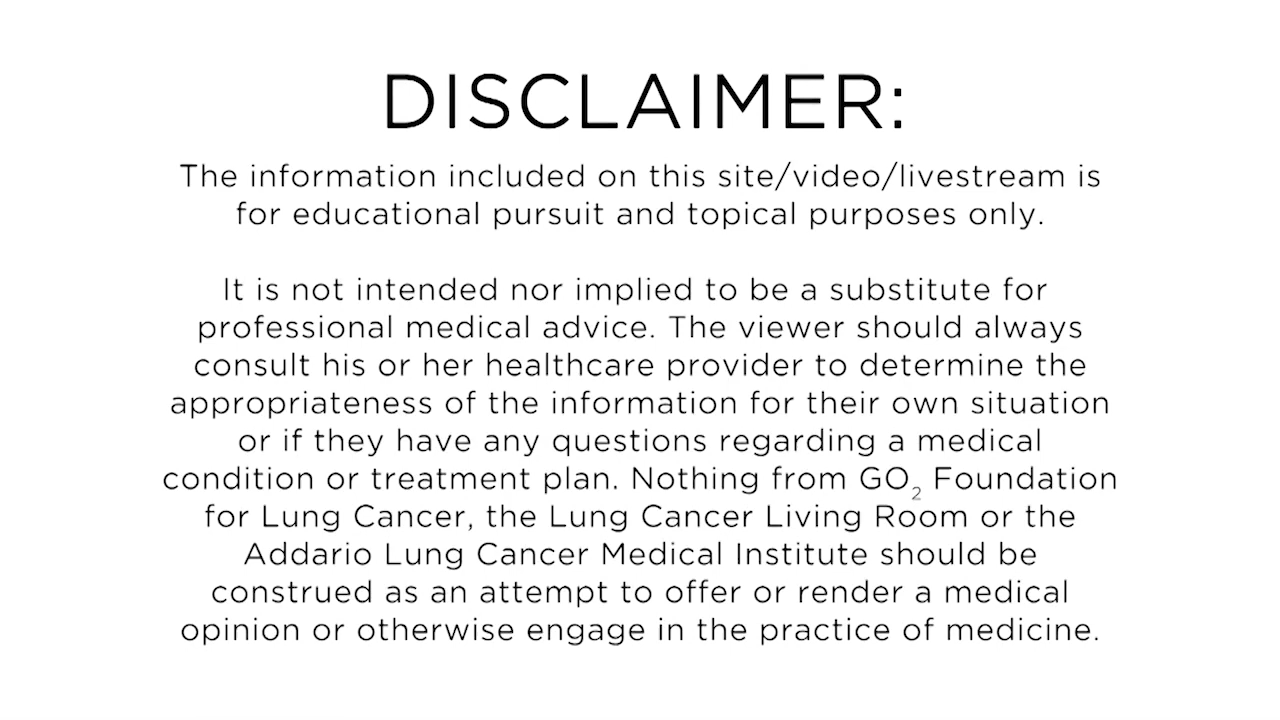 DISCLAIMER:
The information included on this site/video/livestream is
for educational pursuit and topical purposes only.
It is not intended nor implied to be a substitute for
professional medical advice. The viewer should always
consult his or her healthcare provider to determine the
appropriateness of the information for their own situation
or if they have any questions regarding a medical
condition or treatment plan. Nothing from GO₂ Foundation
for Lung Cancer, the Lung Cancer Living Room or the
Addario Lung Cancer Medical Institute should be
construed as an attempt to offer or render a medical
opinion or otherwise engage in the practice of medicine.